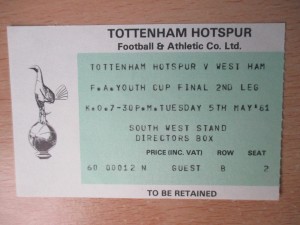 TOTTENHAM HOTSPUR
Football & Athletic Co. Ltd.
TOTTENHAM HOTSPUR V WEST HAM
F.A.YOUTH CUP FINAL 2ND LEG
K.O.7-30P.M.TUESDAY 5TH MAY'81
SOUTH WEST STAND
DIRECTORS BOX
PRICE (INC. VAT) ROW SEAT
60 00012 N GUEST B 2
TO BE RETAINED